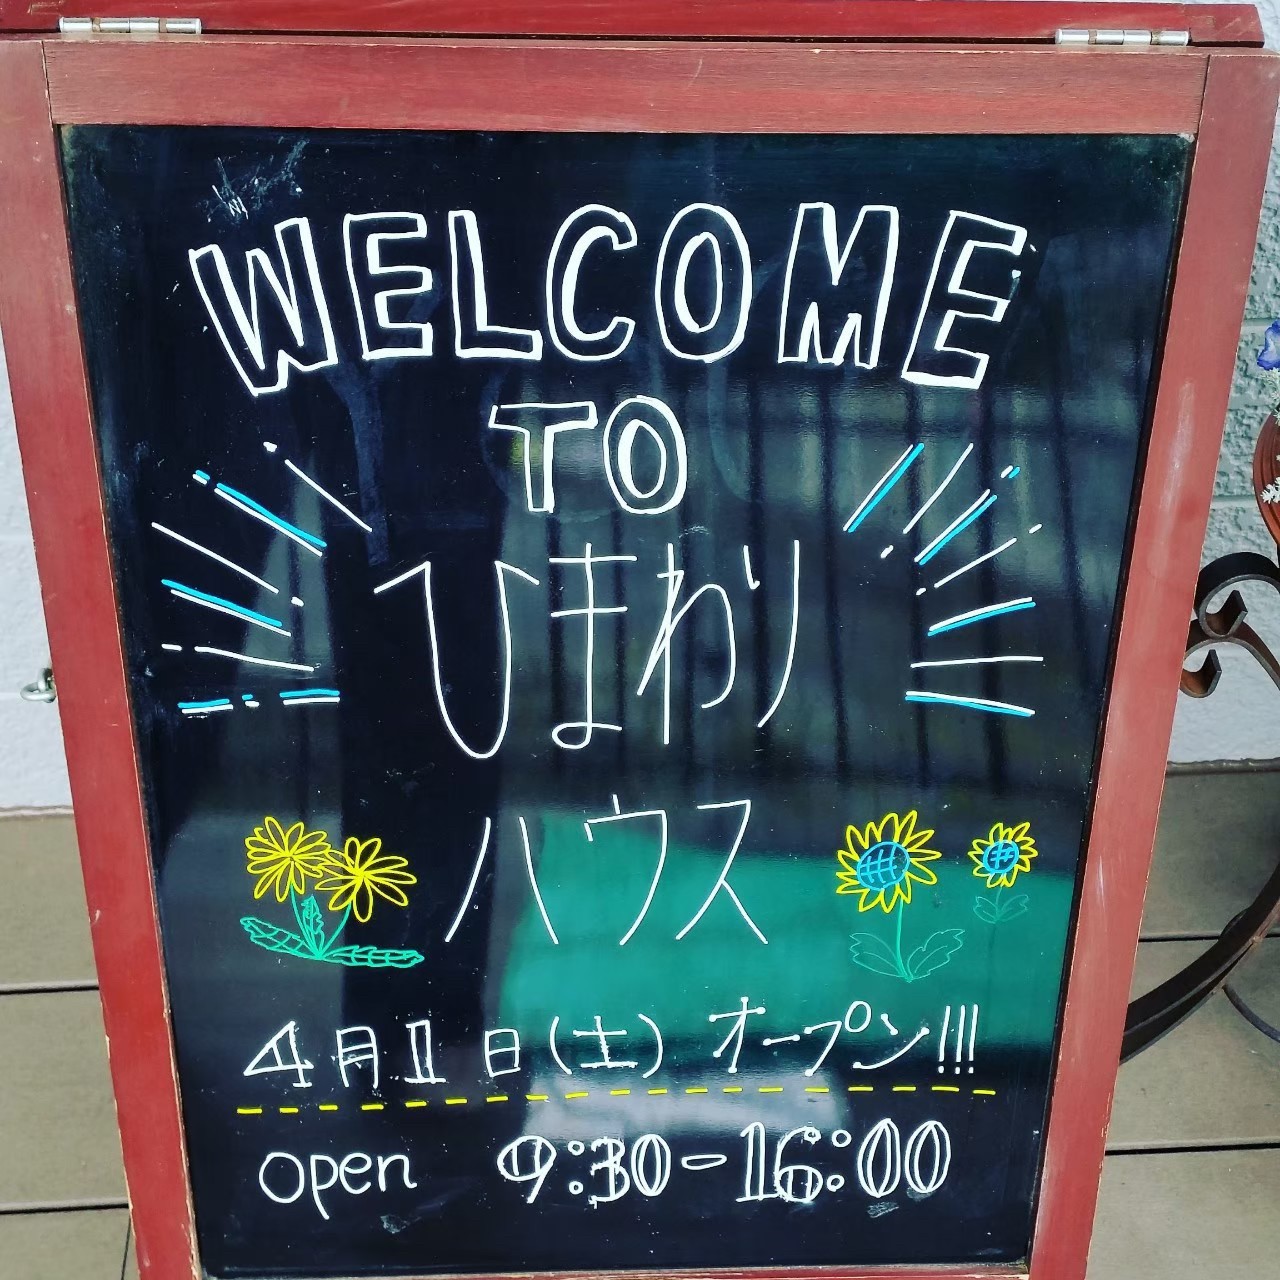 WELCOME
TO
ひまわり
ハウス
4月1日(土) オープン!!!
open 9:30-16:00